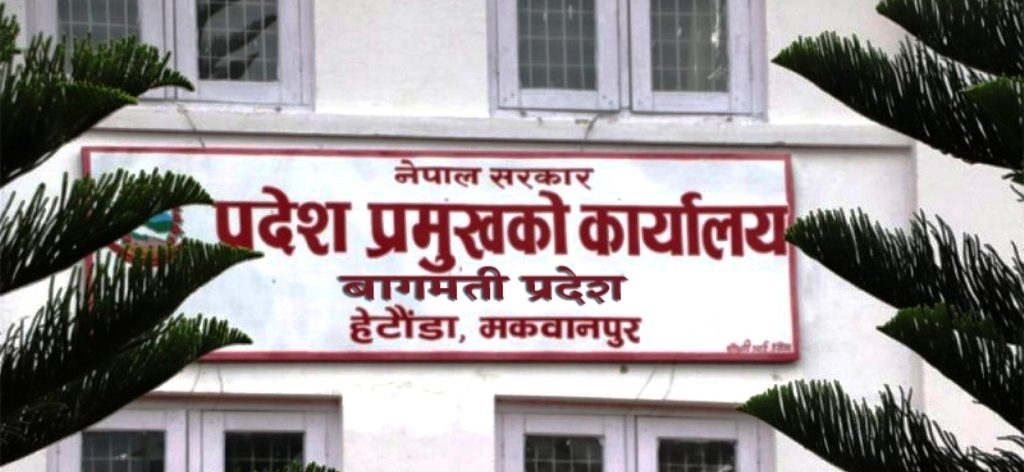 नेपाल सरकार
प्रदेश प्रमुखको कार्यालय
बागमती प्रदेश
हेटौंडा, मकवानपुर